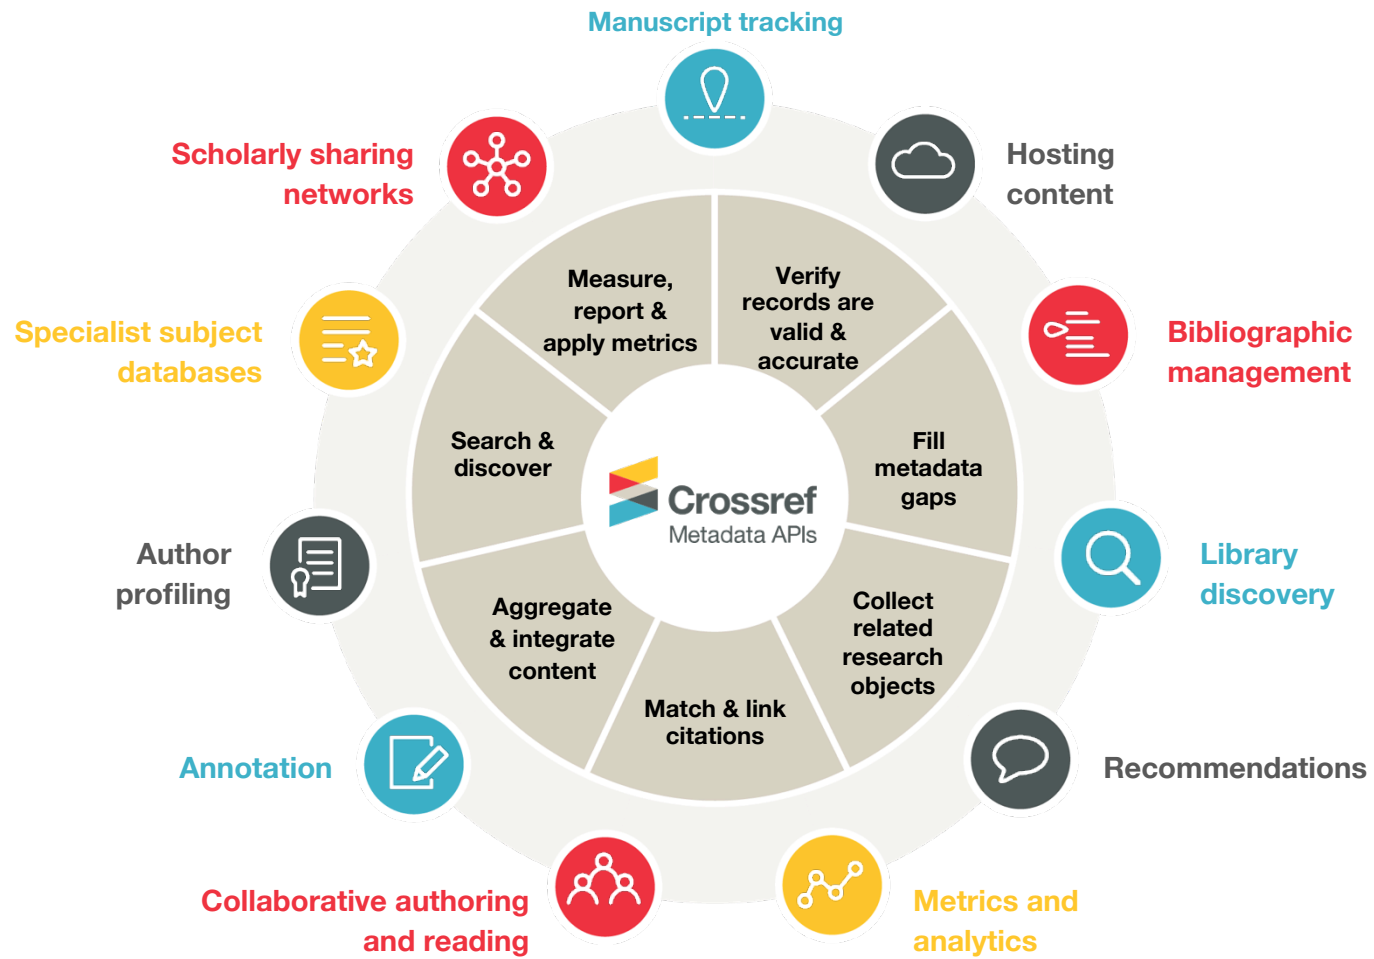 Manuscript tracking
Hosting
content
Bibliographic
management
Library
discovery
Recommendations
Metrics and
analytics
Collaborative authoring
and reading
Annotation
Author
profiling
Specialist subject
databases
Scholarly sharing
networks
Verify
records are
valid &
accurate
Fill
metadata
gaps
Collect
related
research
objects
Match & link
citations
Aggregate
& integrate
content
Search &
discover
Measure,
report &
apply metrics
Crossref
Metadata APIs